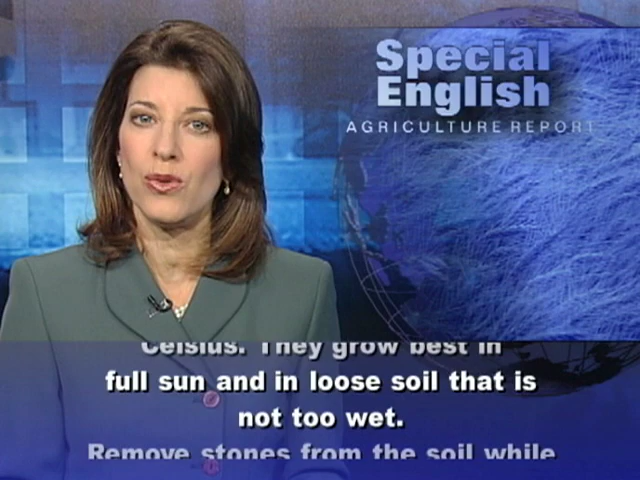 Special
English
AGRICULTURE REPORT
Celsius. They grow best in
full sun and in loose soil that is
not too wet.
Remove stones from the soil while